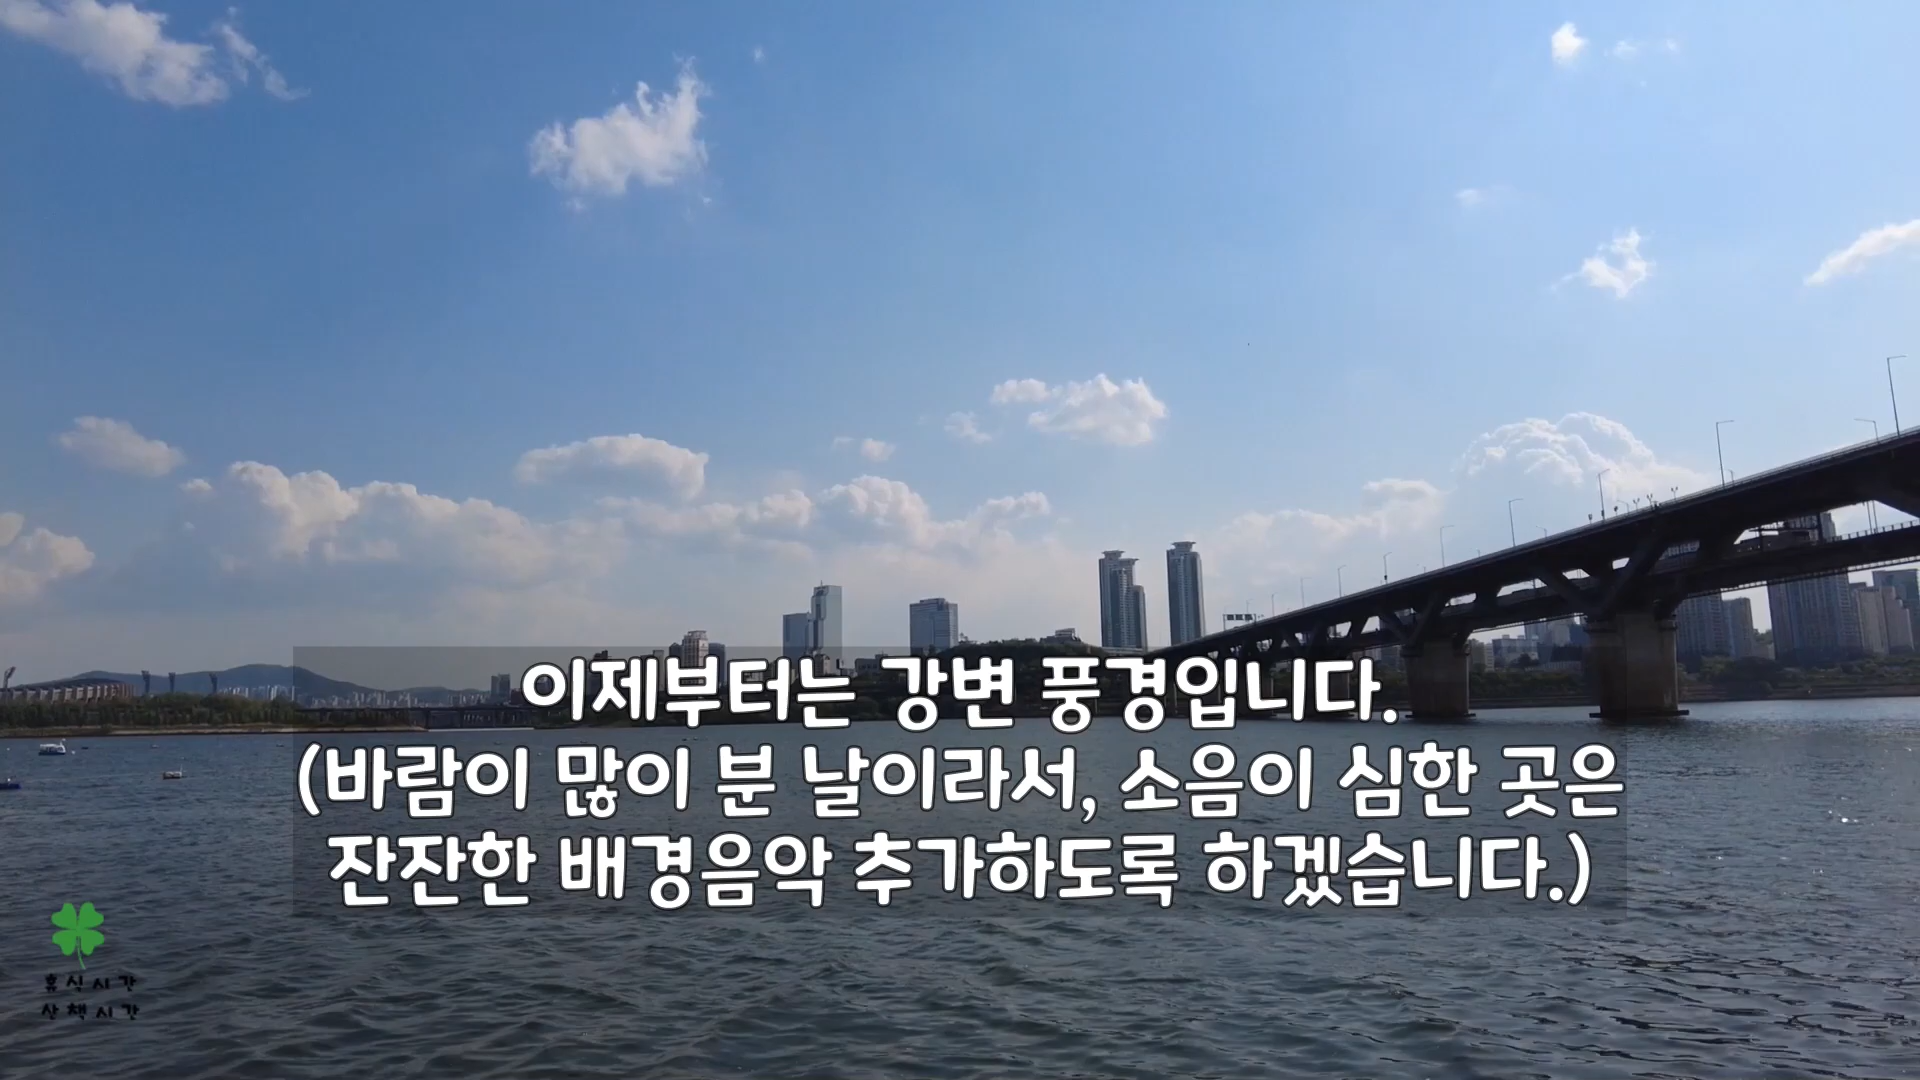 이제부터는 강변 풍경입니다.
(바람이 많이 분 날이라서, 소음이 심한 곳은
잔잔한 배경음악 추가하도록 하겠습니다.)
휴식시간
산책시간